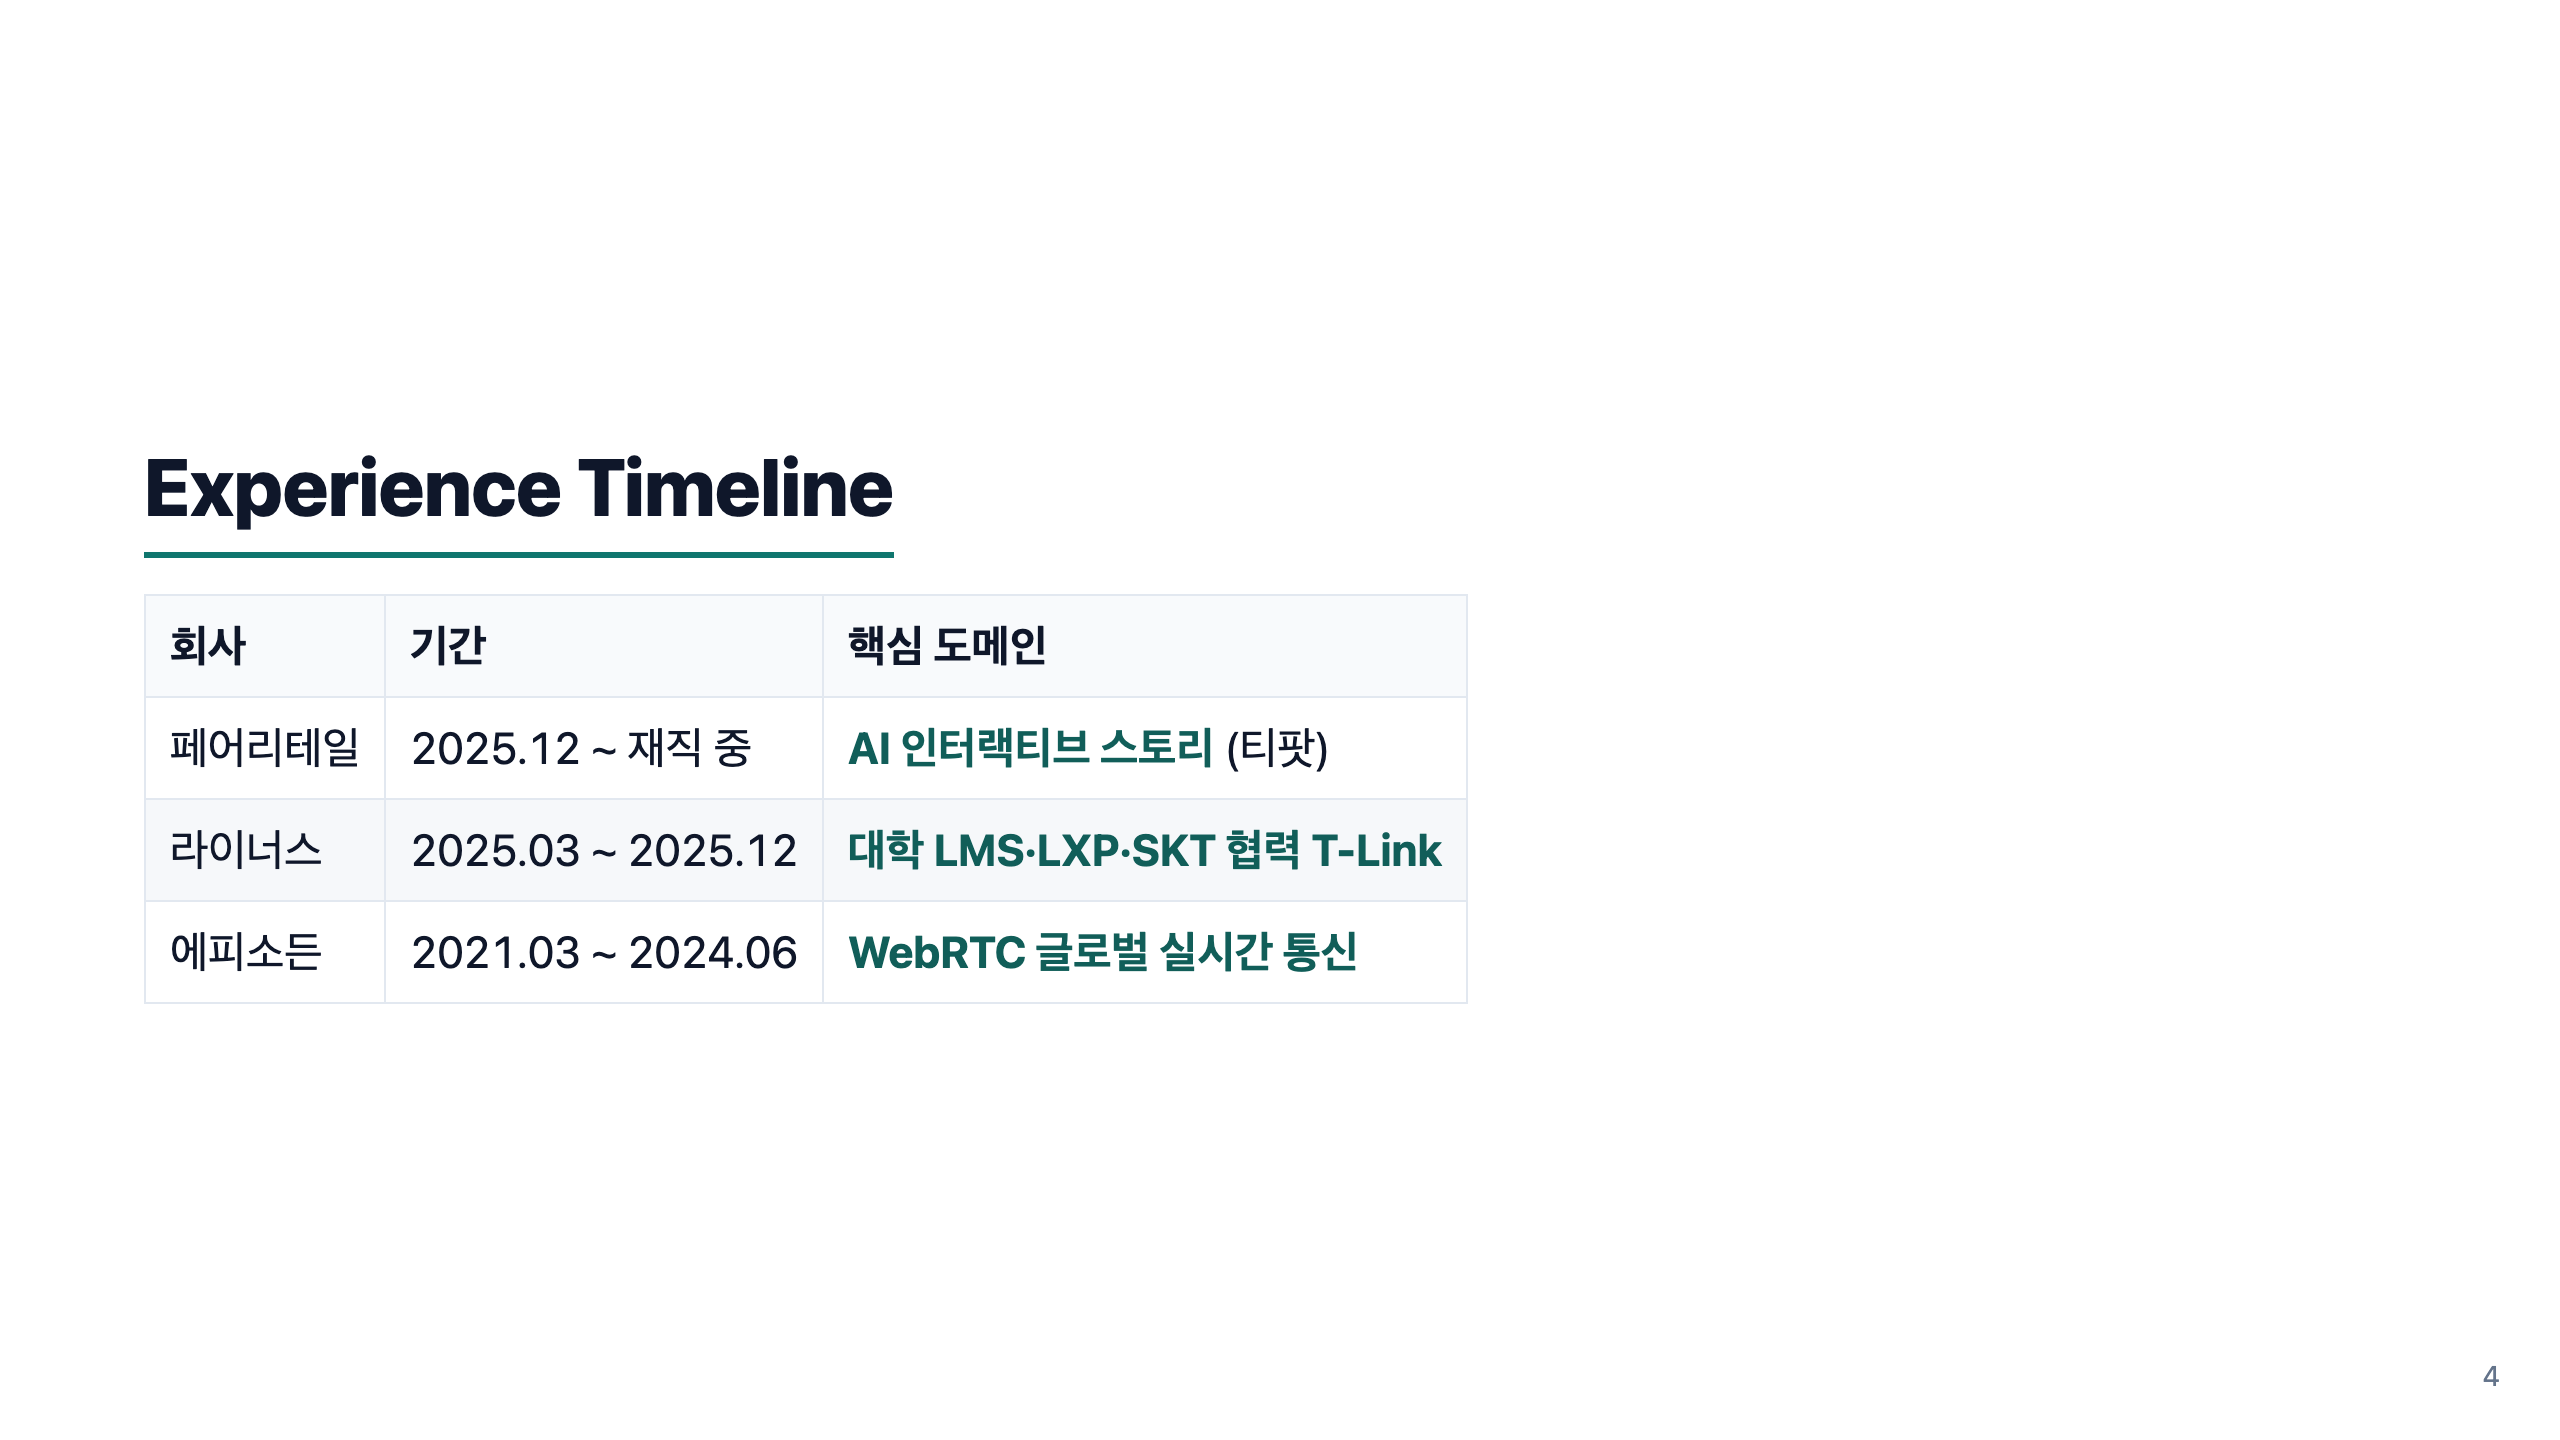 Experience Timeline
회사 기간 핵심 도메인
페어리테일 2025.12 ~ 재직 중 AI 인터랙티브 스토리 (티팟)
라이너스 2025.03 ~ 2025.12 대학 LMS·LXP·SKT 협력 T-Link
에피소든 2021.03 ~ 2024.06 WebRTC 글로벌 실시간 통신
4